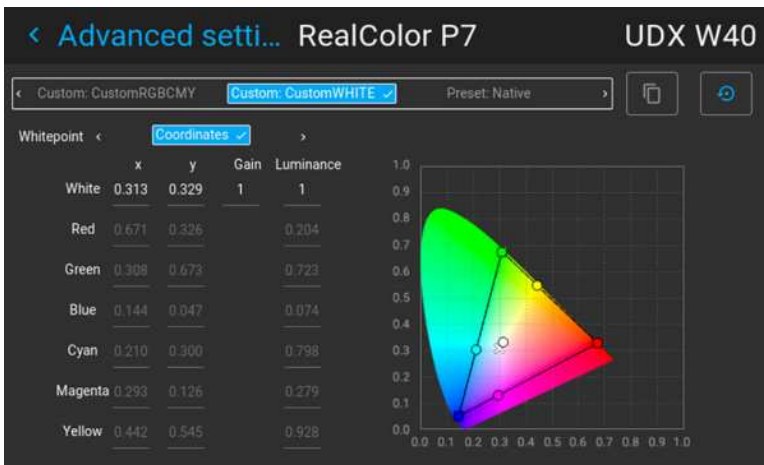 ‹ Advanced setti... RealColor P7 UDX W40
‹ Custom: CustomRGBCMY Custom: CustomWHITE ✓ Preset: Native ›
Whitepoint ‹ Coordinates ✓ ›
x y Gain Luminance
White 0.313 0.329 1 1
Red 0.671 0.326 0.204
Green 0.308 0.673 0.723
Blue 0.144 0.047 0.074
Cyan 0.210 0.300 0.798
Magenta 0.293 0.126 0.279
Yellow 0.442 0.545 0.928
1.0
0.9
0.8
0.7
0.6
0.5
0.4
0.3
0.2
0.1
0.0
0.0 0.1 0.2 0.3 0.4 0.5 0.6 0.7 0.8 0.9 1.0